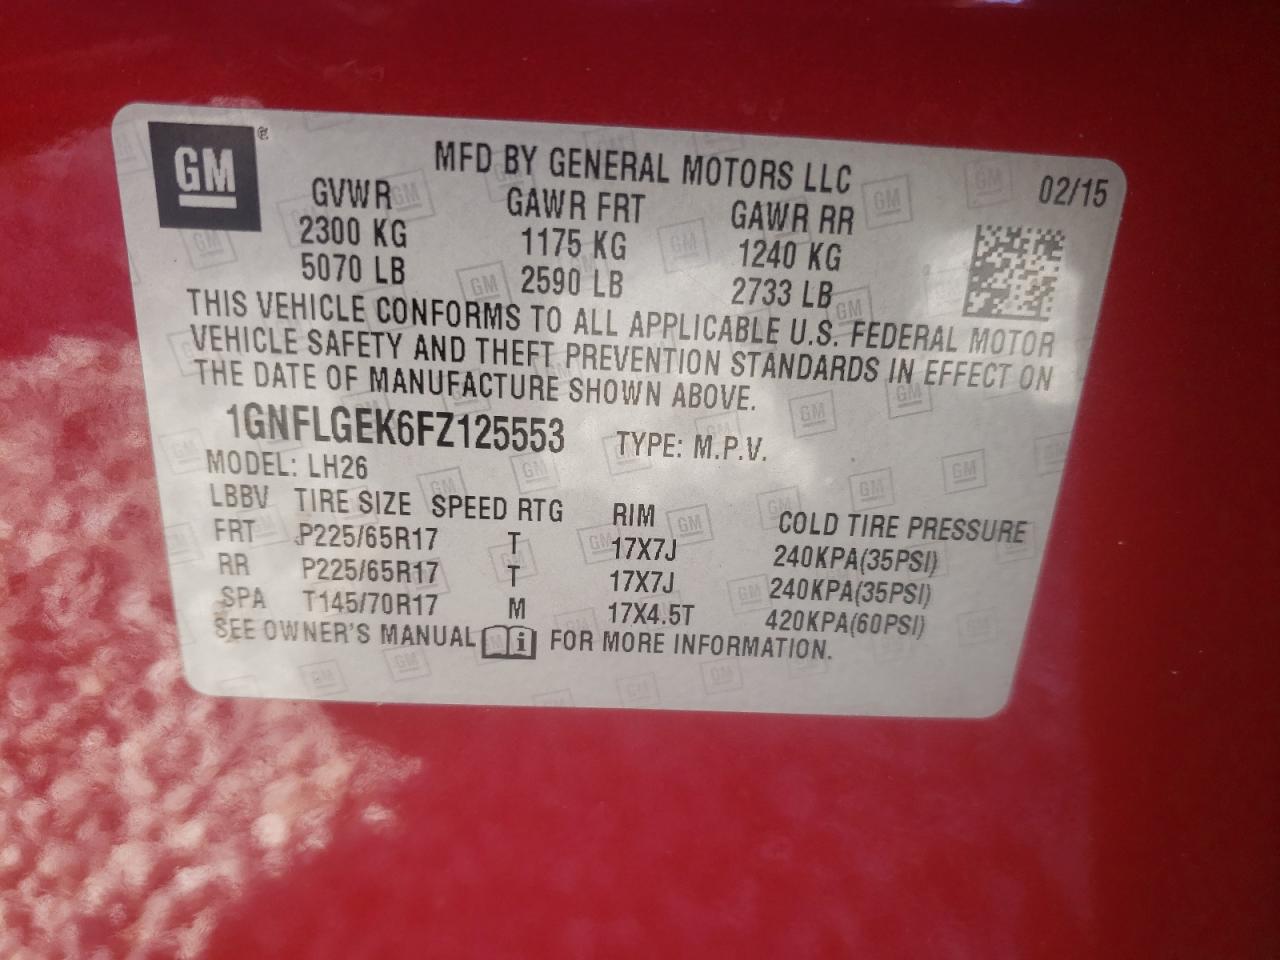 GM®
MFD BY GENERAL MOTORS LLC
02/15
GVWR GAWR FRT GAWR RR
2300 KG 1175 KG 1240 KG
5070 LB 2590 LB 2733 LB
THIS VEHICLE CONFORMS TO ALL APPLICABLE U.S. FEDERAL MOTOR
VEHICLE SAFETY AND THEFT PREVENTION STANDARDS IN EFFECT ON
THE DATE OF MANUFACTURE SHOWN ABOVE.
1GNFLGEK6FZ125553 TYPE: M.P.V.
MODEL: LH26
LBBV TIRE SIZE SPEED RTG RIM COLD TIRE PRESSURE
FRT P225/65R17 T 17X7J 240KPA(35PSI)
RR P225/65R17 T 17X7J 240KPA(35PSI)
SPA T145/70R17 M 17X4.5T 420KPA(60PSI)
SEE OWNER'S MANUAL i FOR MORE INFORMATION.